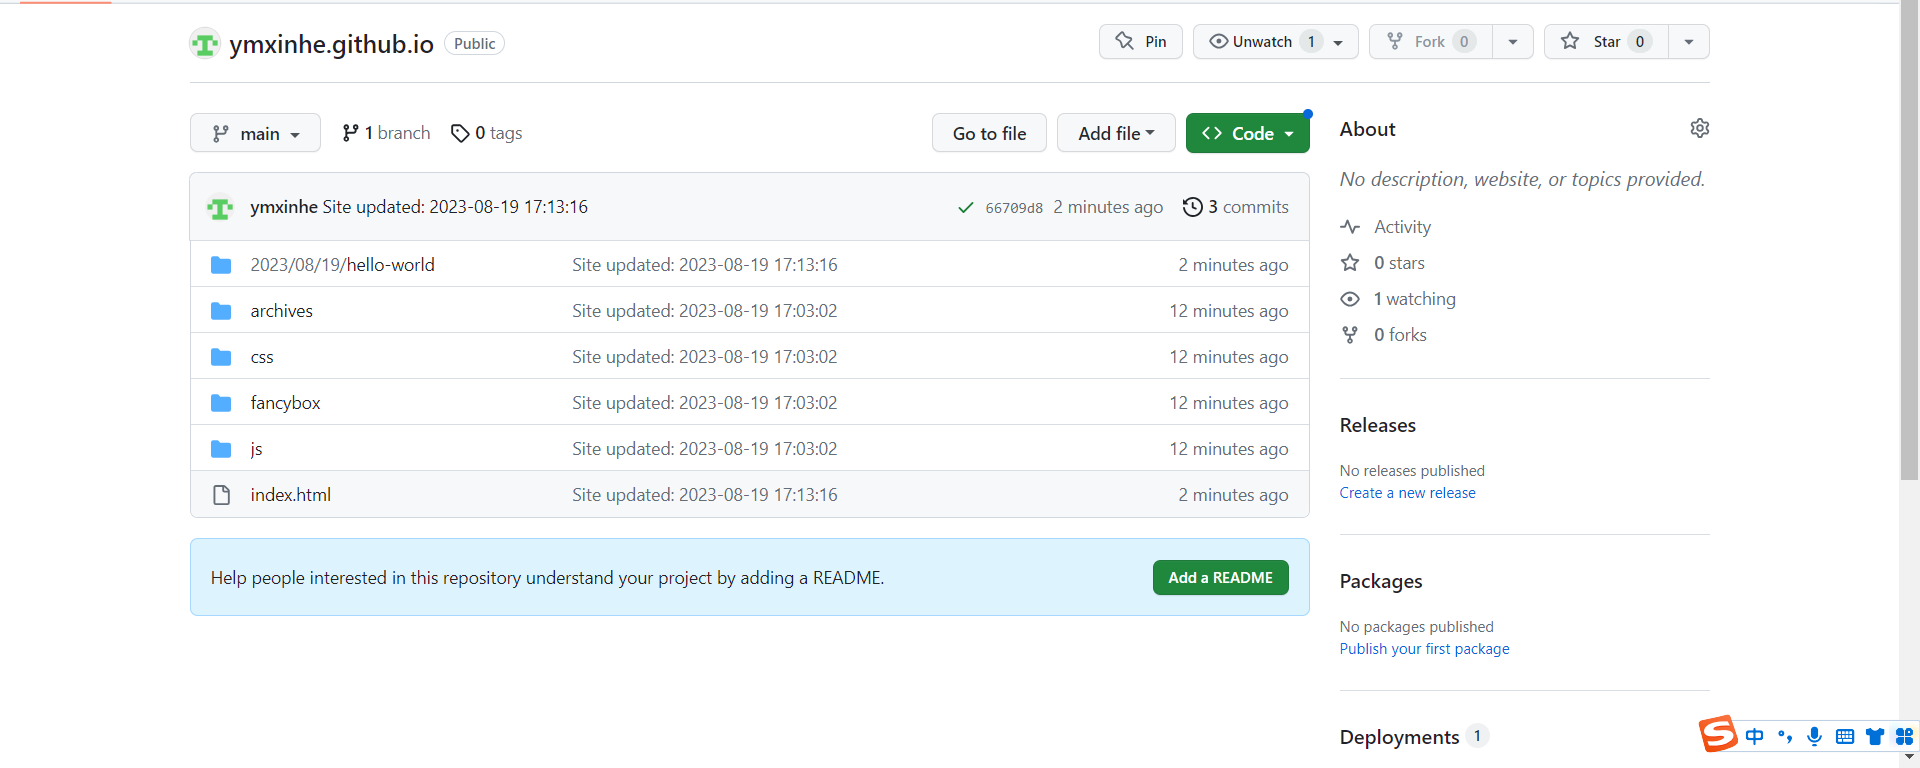 ymxinhe.github.io Public Pin Unwatch 1 Fork 0 Star 0
main 1 branch 0 tags Go to file Add file <> Code
ymxinhe Site updated: 2023-08-19 17:13:16 66709d8 2 minutes ago 3 commits
2023/08/19/hello-world Site updated: 2023-08-19 17:13:16 2 minutes ago
archives Site updated: 2023-08-19 17:03:02 12 minutes ago
css Site updated: 2023-08-19 17:03:02 12 minutes ago
fancybox Site updated: 2023-08-19 17:03:02 12 minutes ago
js Site updated: 2023-08-19 17:03:02 12 minutes ago
index.html Site updated: 2023-08-19 17:13:16 2 minutes ago
Help people interested in this repository understand your project by adding a README. Add a README
About
No description, website, or topics provided.
Activity
0 stars
1 watching
0 forks
Releases
No releases published
Create a new release
Packages
No packages published
Publish your first package
Deployments 1
S 中 °,